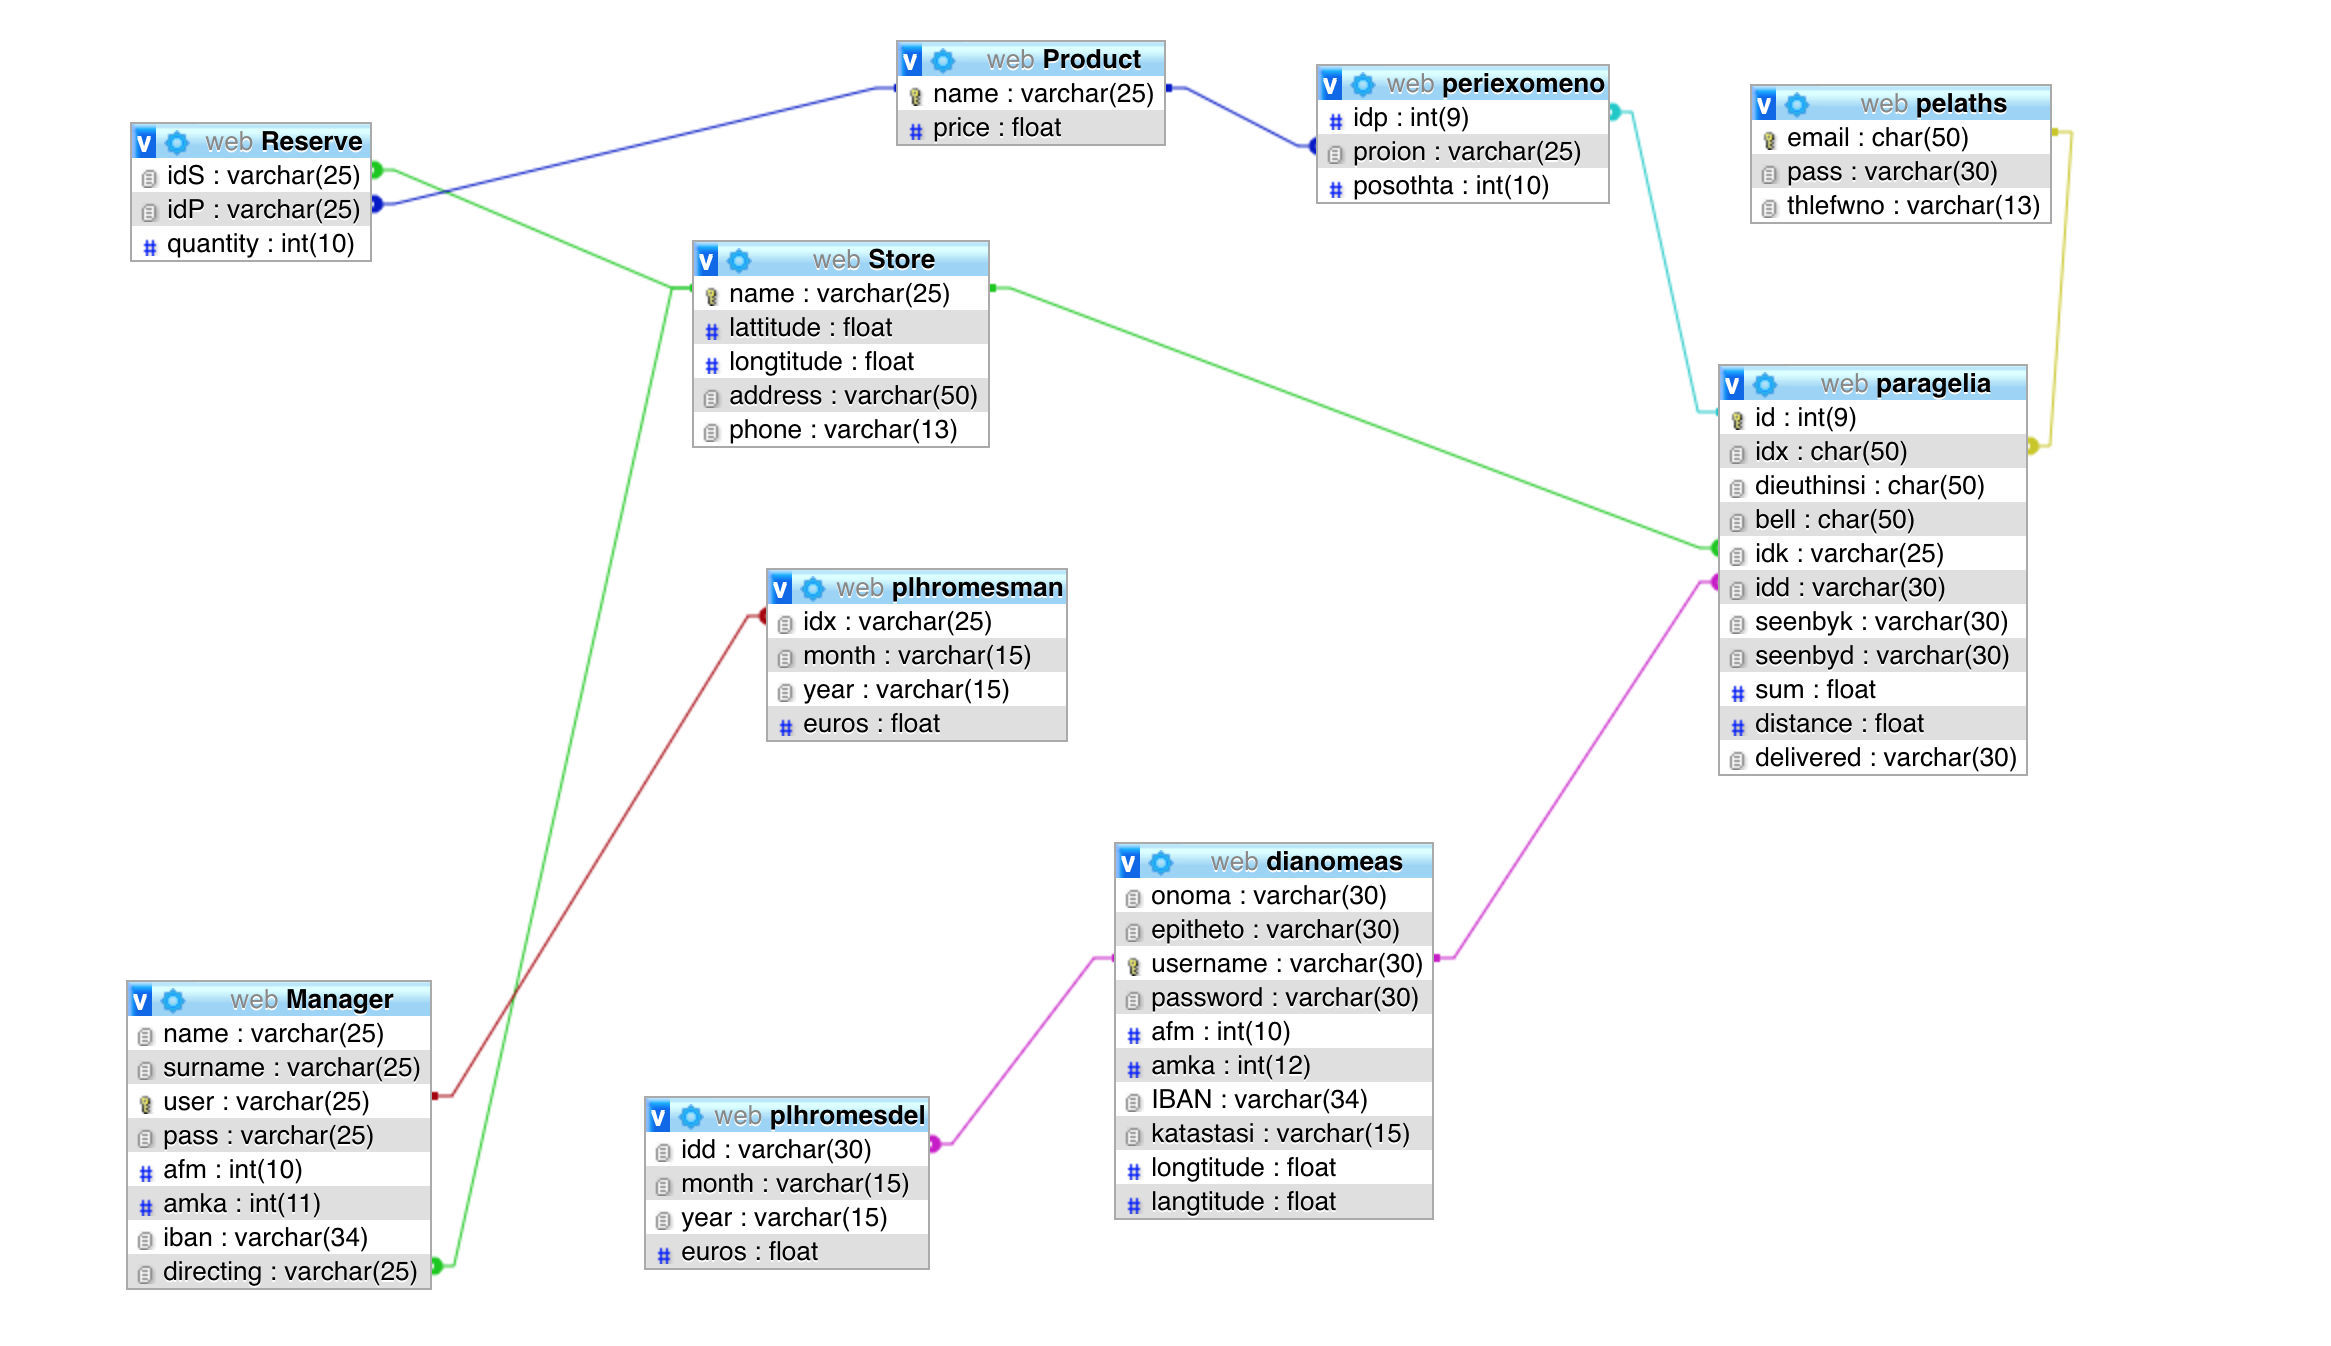 web Product
name : varchar(25)
price : float
web periexomeno
idp : int(9)
proion : varchar(25)
posothta : int(10)
web pelaths
email : char(50)
pass : varchar(30)
thlefwno : varchar(13)
web Reserve
idS : varchar(25)
idP : varchar(25)
quantity : int(10)
web Store
name : varchar(25)
lattitude : float
longtitude : float
address : varchar(50)
phone : varchar(13)
web paragelia
id : int(9)
idx : char(50)
dieuthinsi : char(50)
bell : char(50)
idk : varchar(25)
idd : varchar(30)
seenbyk : varchar(30)
seenbyd : varchar(30)
sum : float
distance : float
delivered : varchar(30)
web plhromesman
idx : varchar(25)
month : varchar(15)
year : varchar(15)
euros : float
web dianomeas
onoma : varchar(30)
epitheto : varchar(30)
username : varchar(30)
password : varchar(30)
afm : int(10)
amka : int(12)
IBAN : varchar(34)
katastasi : varchar(15)
longtitude : float
langtitude : float
web Manager
name : varchar(25)
surname : varchar(25)
user : varchar(25)
pass : varchar(25)
afm : int(10)
amka : int(11)
iban : varchar(34)
directing : varchar(25)
web plhromesdel
idd : varchar(30)
month : varchar(15)
year : varchar(15)
euros : float